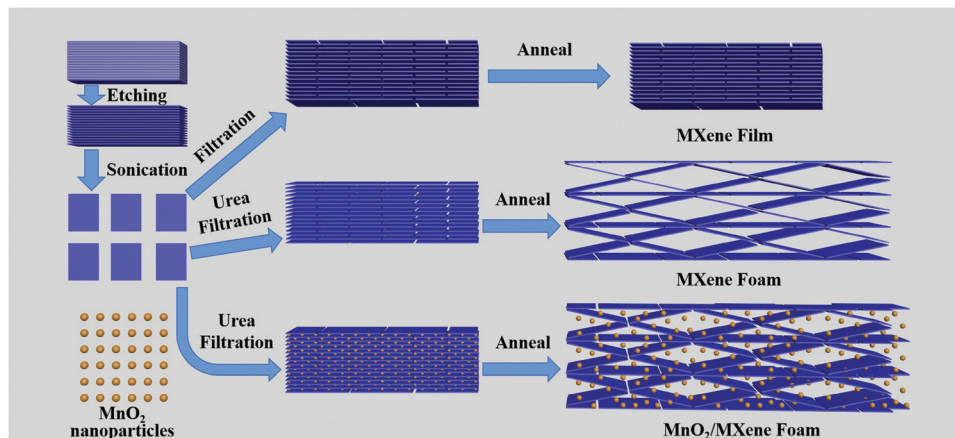 Etching
Sonication
Filtration
Anneal
MXene Film
Urea
Filtration
Anneal
MXene Foam
Urea
Filtration
Anneal
MnO₂
nanoparticles
MnO₂/MXene Foam